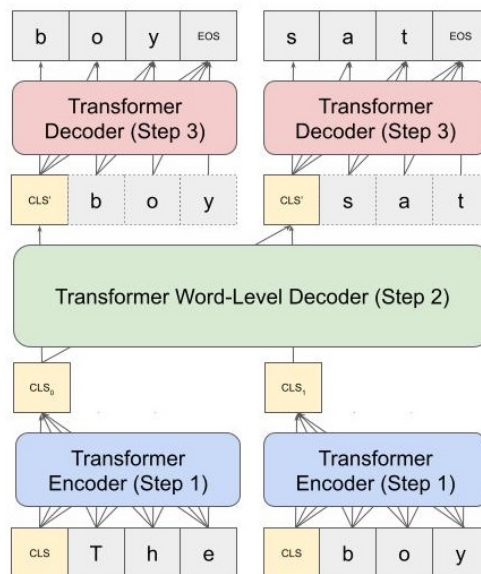 b o y EOS s a t EOS
Transformer
Decoder (Step 3)
Transformer
Decoder (Step 3)
CLS' b o y CLS' s a t
Transformer Word-Level Decoder (Step 2)
CLS₀ CLS₁
Transformer
Encoder (Step 1)
Transformer
Encoder (Step 1)
CLS T h e CLS b o y